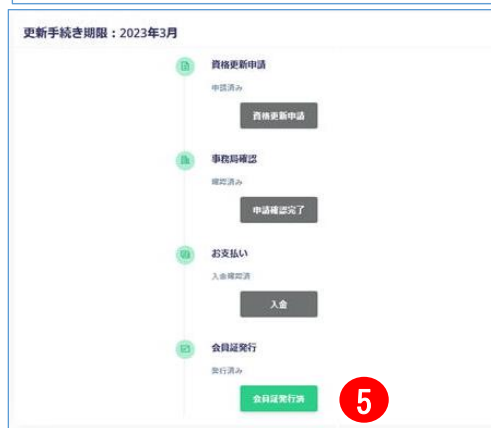 更新手続き期限：2023年3月
資格更新申請
申請済み
資格更新申請
事務局確認
確認済み
申請確認完了
お支払い
入金確認済
入金
会員証発行
発行済み
会員証発行済
5